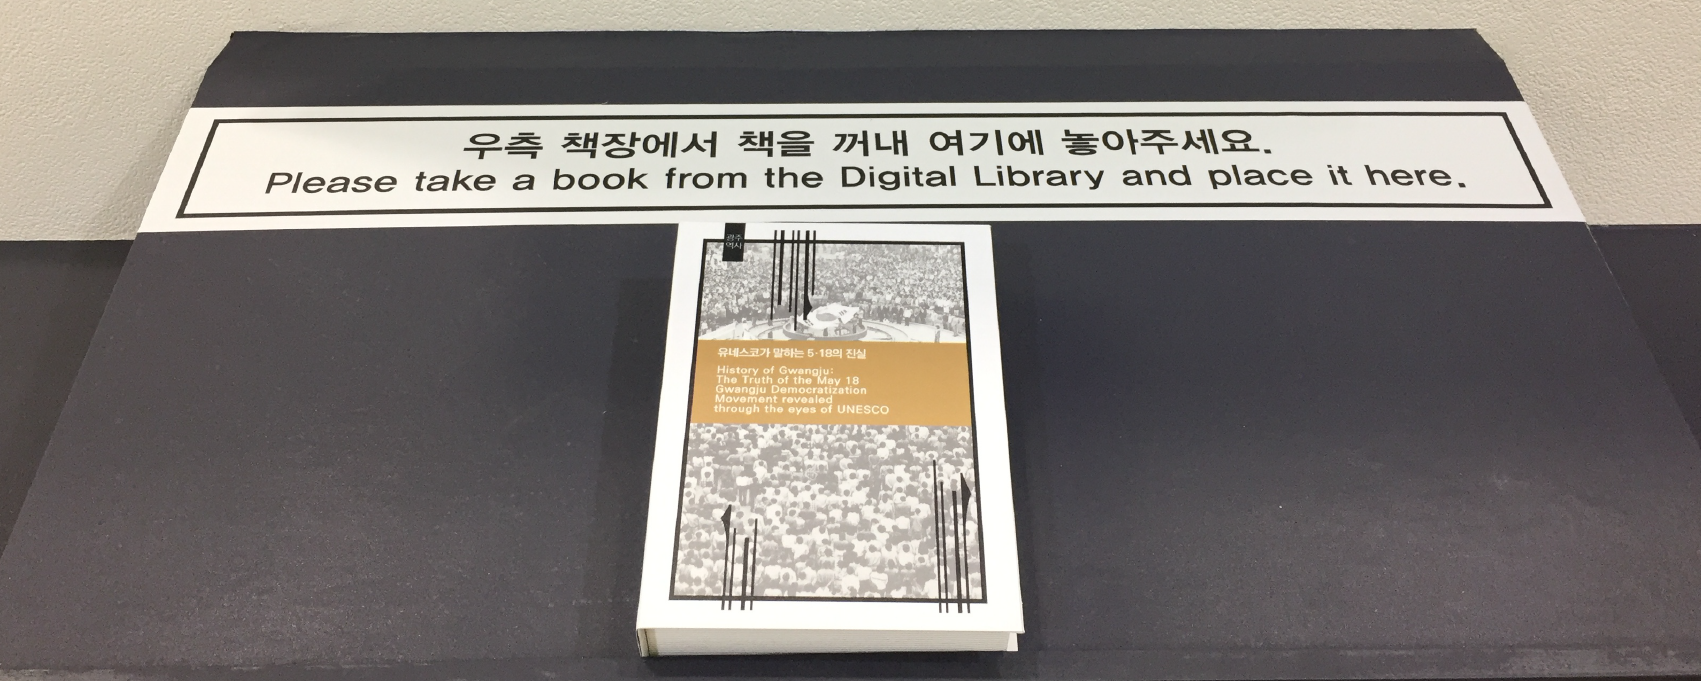 우측 책장에서 책을 꺼내 여기에 놓아주세요.
Please take a book from the Digital Library and place it here.
광주
역사
유네스코가 말하는 5·18의 진실
History of Gwangju:
The Truth of the May 18
Gwangju Democratization
Movement revealed
through the eyes of UNESCO